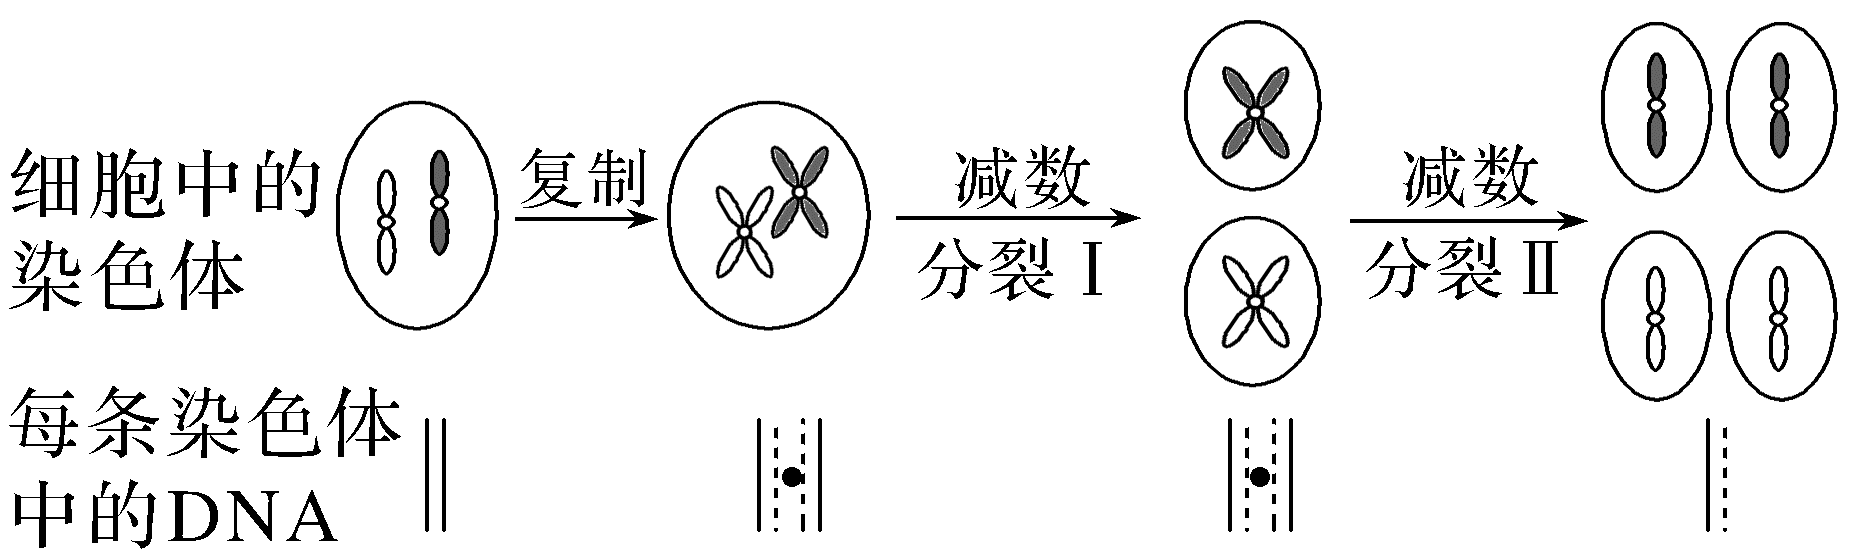 细胞中的
染色体
复制
减数
分裂Ⅰ
减数
分裂Ⅱ
每条染色体
中的DNA